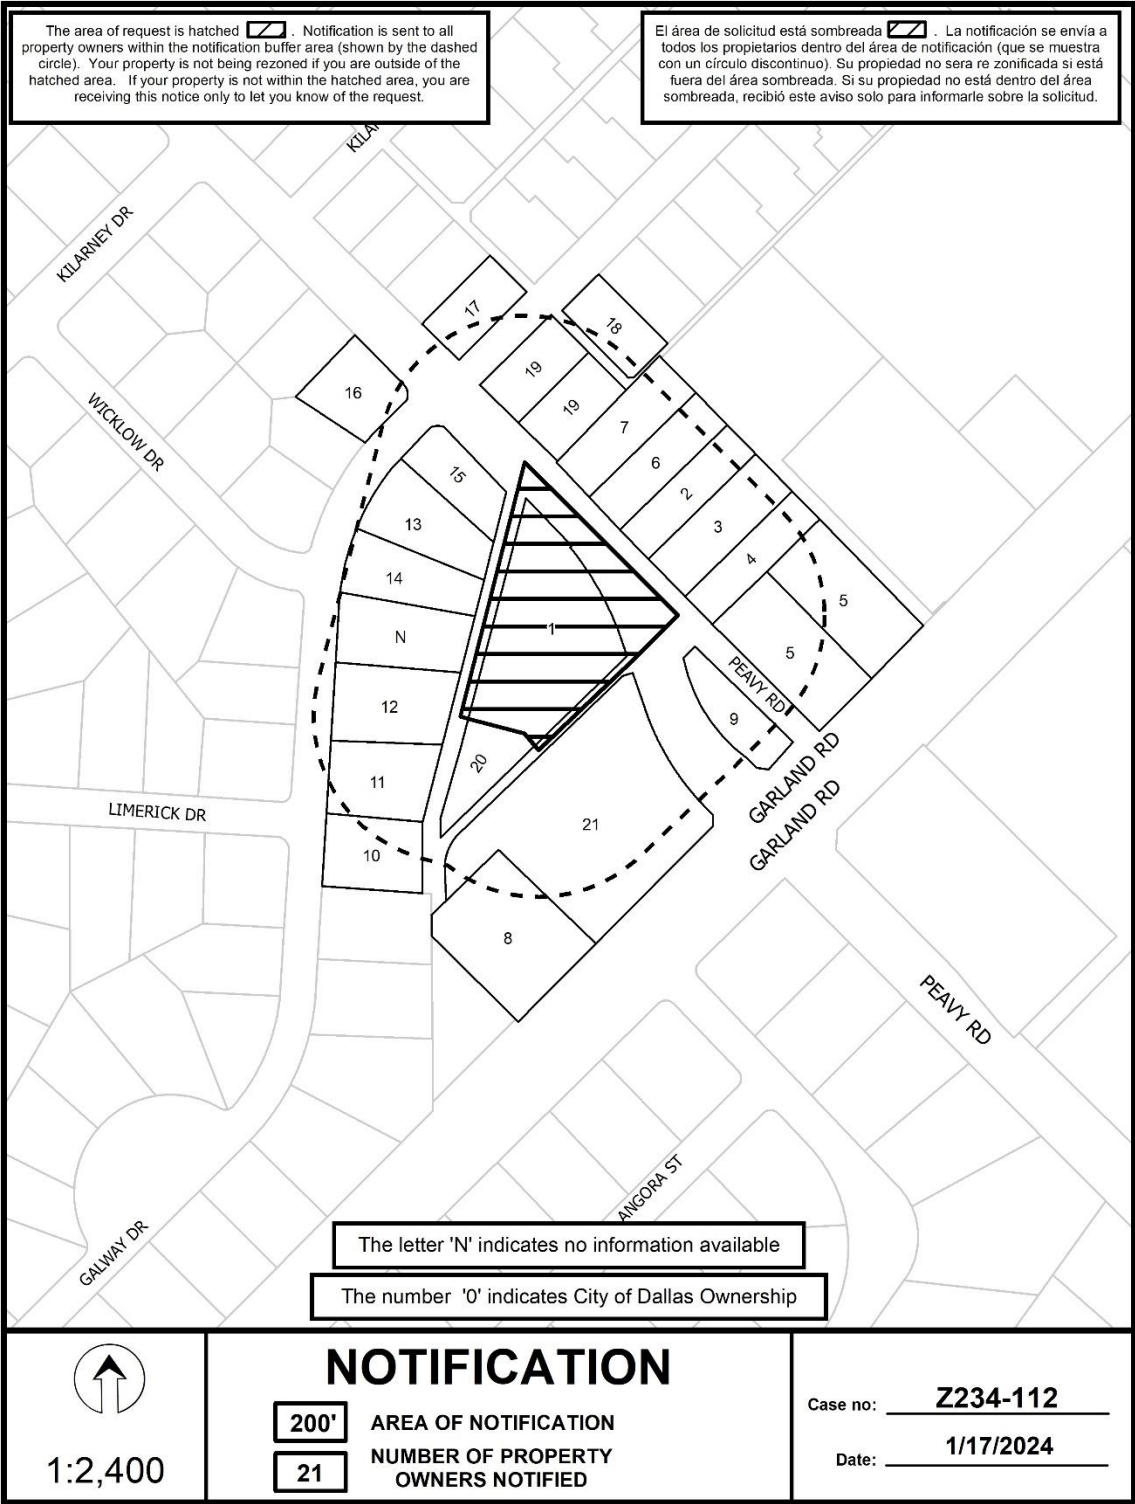 The area of request is hatched . Notification is sent to all
property owners within the notification buffer area (shown by the dashed
circle). Your property is not being rezoned if you are outside of the
hatched area. If your property is not within the hatched area, you are
receiving this notice only to let you know of the request.
El área de solicitud está sombreada . La notificación se envía a
todos los propietarios dentro del área de notificación (que se muestra
con un círculo discontinuo). Su propiedad no sera re zonificada si está
fuera del área sombreada. Si su propiedad no está dentro del área
sombreada, recibió este aviso solo para informarle sobre la solicitud.
KILARNEY DR
17
18
19
16
19
7
WICKLOW DR
6
15
2
13
3
4
14
5
1
N
5
PEAVY RD
12
9
20
GARLAND RD
11
LIMERICK DR
21
GARLAND RD
10
8
PEAVY RD
ANGORA ST
GALWAY DR
The letter 'N' indicates no information available
The number '0' indicates City of Dallas Ownership
1:2,400
NOTIFICATION
200' AREA OF NOTIFICATION
21 NUMBER OF PROPERTY
OWNERS NOTIFIED
Case no: Z234-112
Date: 1/17/2024